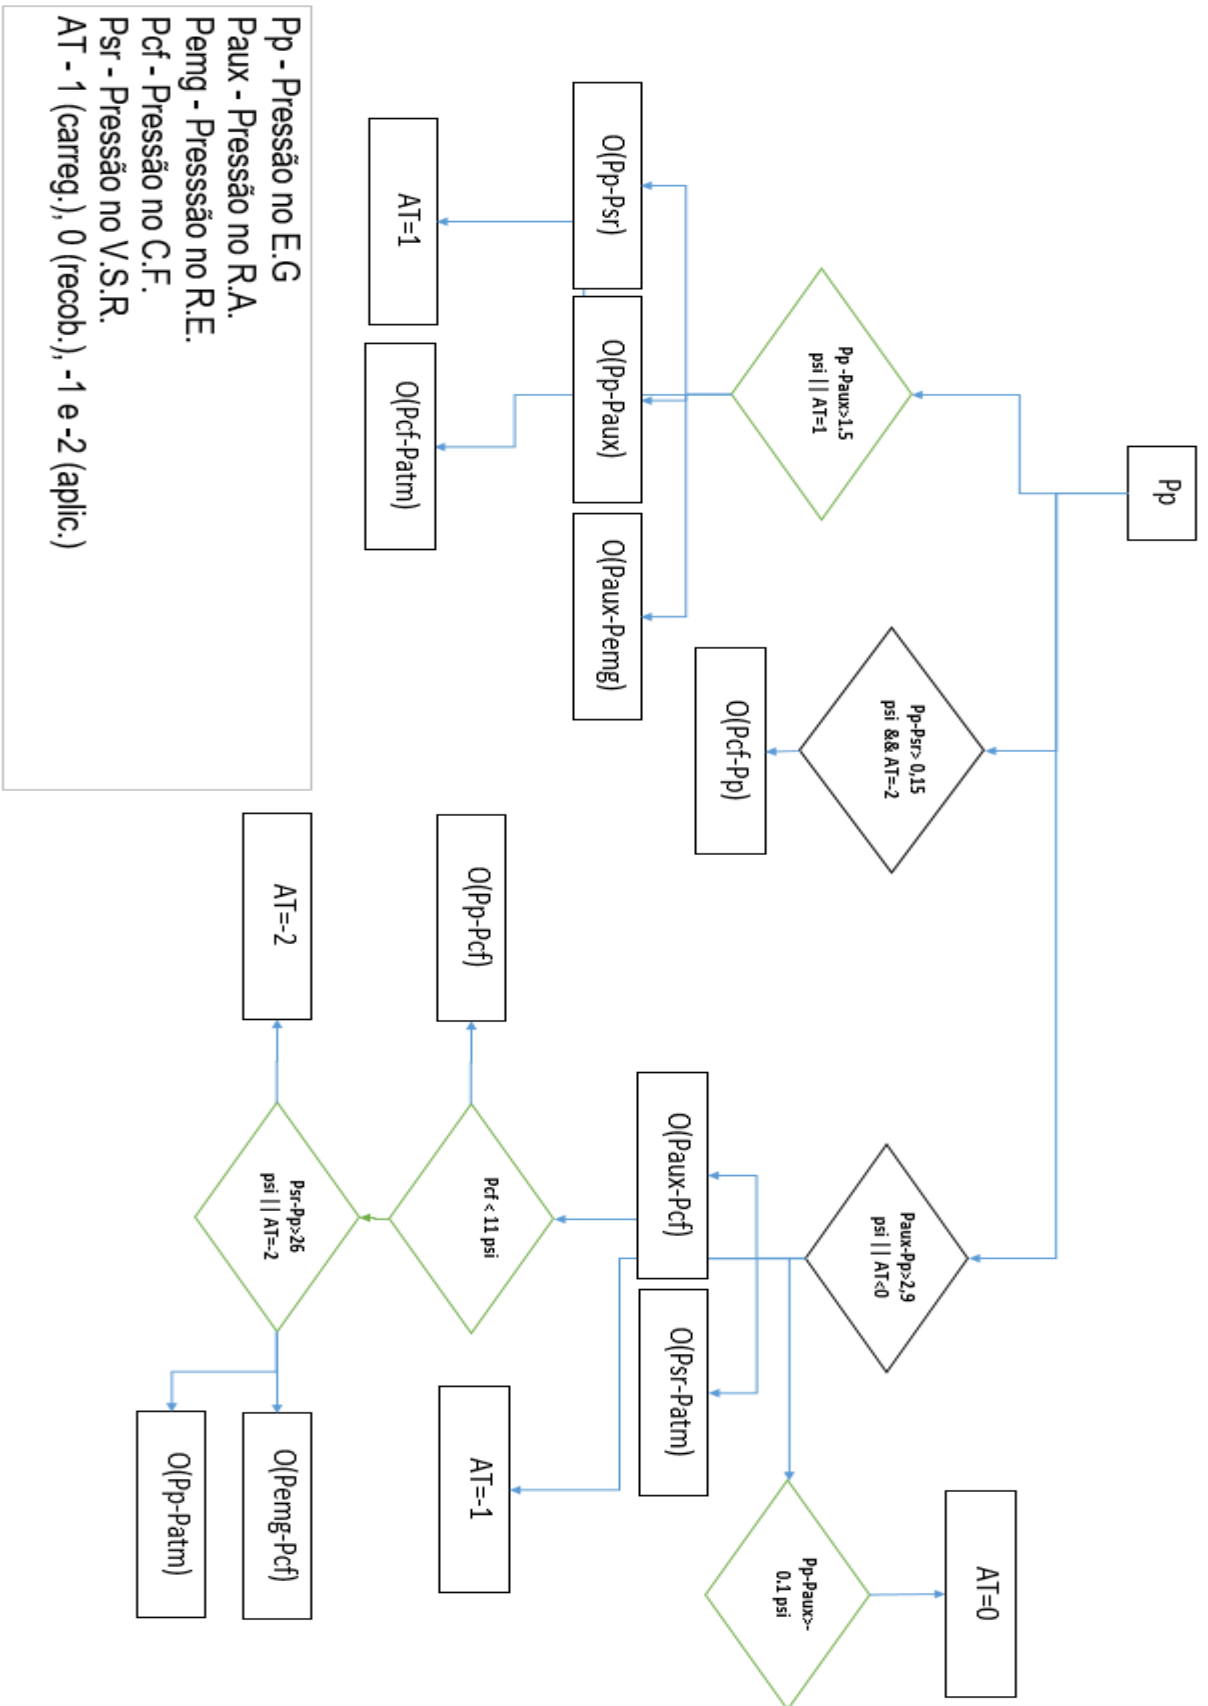 Pp
Pp -Paux>1.5
psi || AT=1
Pp-Psr> 0,15
psi && AT=-2
Paux-Pp>2,9
psi || AT<0
AT=0
Pp-Paux>-
0.1 psi
O(Pp-Psr)
O(Pp-Paux)
O(Paux-Pemg)
O(Pcf-Pp)
O(Paux-Pcf)
O(Psr-Patm)
AT=1
O(Pcf-Patm)
O(Pp-Pcf)
Pcf < 11 psi
AT=-1
AT=-2
Psr-Pp>26
psi || AT=-2
O(Pemg-Pcf)
O(Pp-Patm)
Pp - Pressão no E.G
Paux - Pressão no R.A.
Pemg - Presssão no R.E.
Pcf - Pressão no C.F.
Psr - Pressão no V.S.R.
AT - 1 (carreg.), 0 (recob.), -1 e -2 (aplic.)